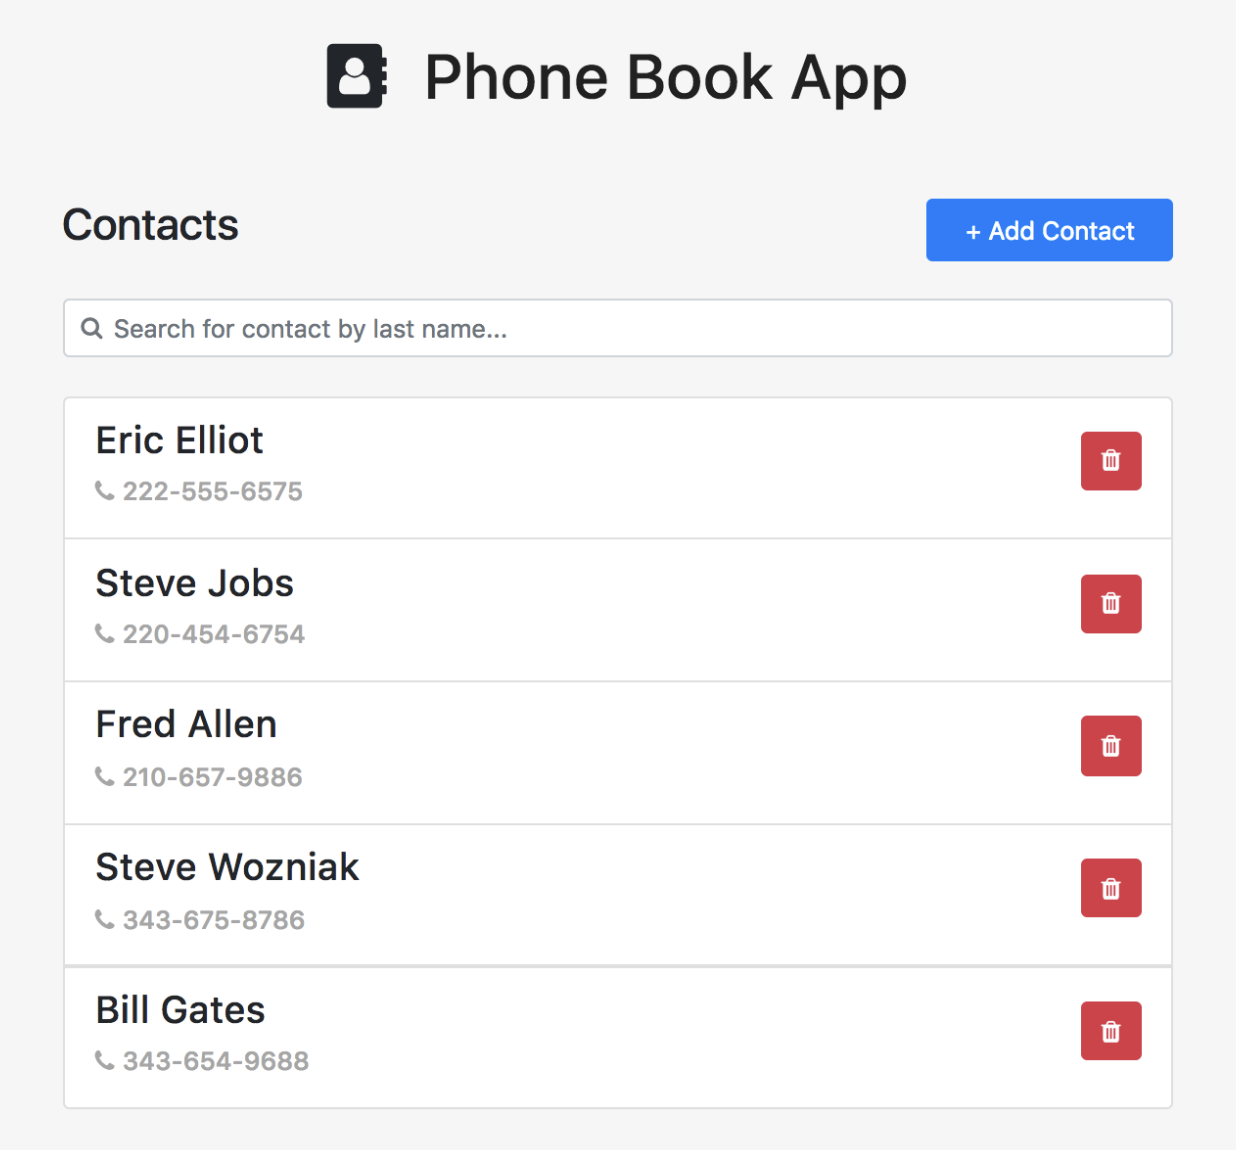 Phone Book App
Contacts
+ Add Contact
Search for contact by last name...
Eric Elliot
222-555-6575
Steve Jobs
220-454-6754
Fred Allen
210-657-9886
Steve Wozniak
343-675-8786
Bill Gates
343-654-9688